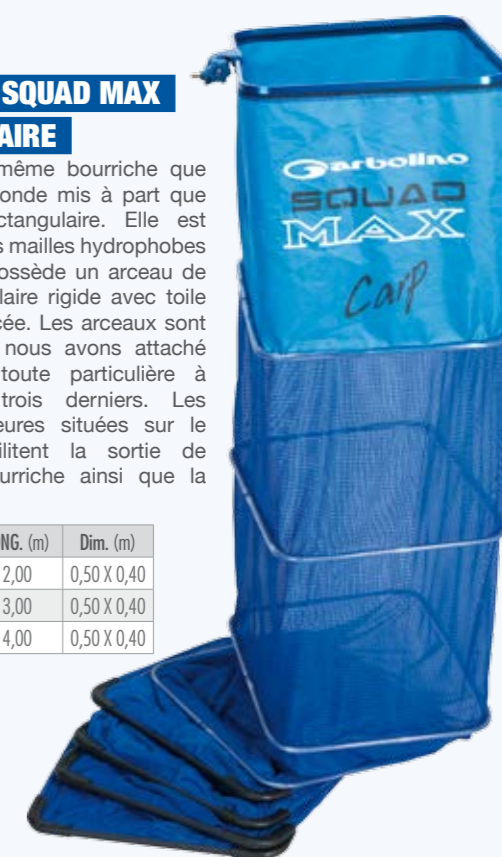 SQUAD MAX
AIRE
même bourriche que
onde mis à part que
ctangulaire. Elle est
s mailles hydrophobes
ossède un arceau de
laire rigide avec toile
cée. Les arceaux sont
nous avons attaché
toute particulière à
trois derniers. Les
eures situées sur le
ilitent la sortie de
urriche ainsi que la
NG. (m) Dim. (m)
2,00 0,50 X 0,40
3,00 0,50 X 0,40
4,00 0,50 X 0,40
Garbolino
SQUAD
MAX
Carp